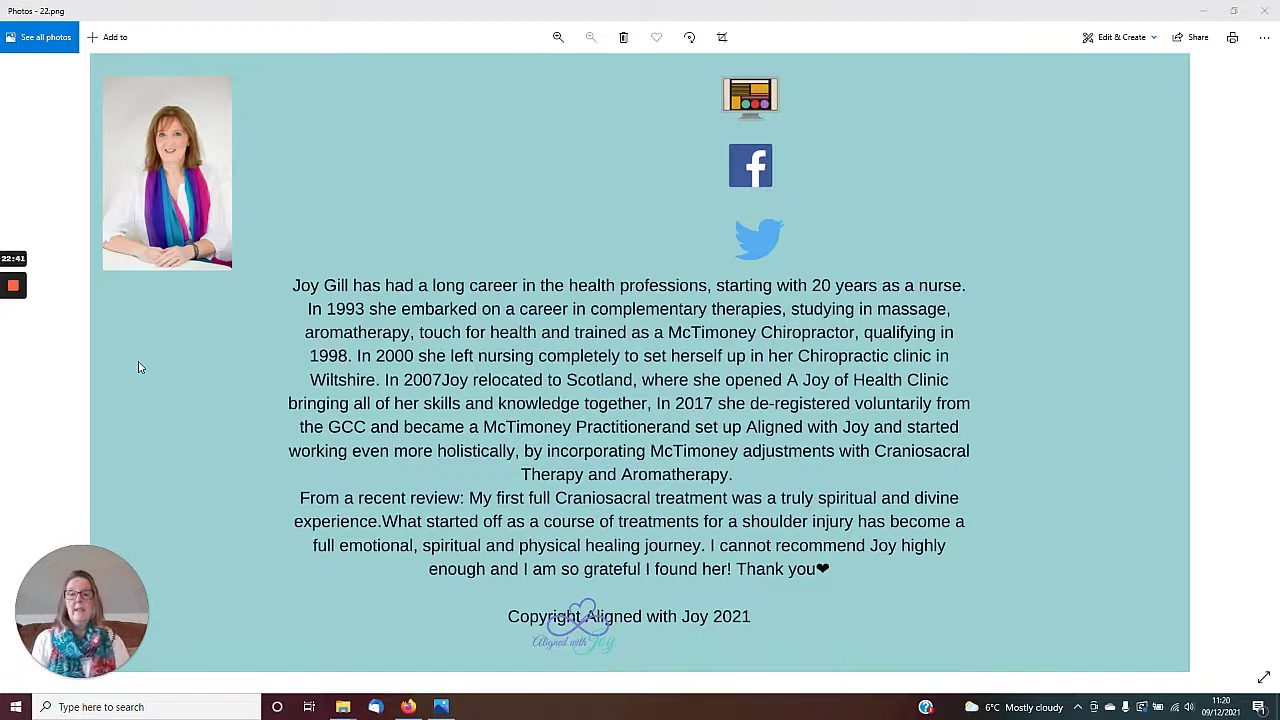 Photos - 22.png
See all photos
Add to
Edit & Create
Share
22:41
Joy Gill has had a long career in the health professions, starting with 20 years as a nurse.
In 1993 she embarked on a career in complementary therapies, studying in massage,
aromatherapy, touch for health and trained as a McTimoney Chiropractor, qualifying in
1998. In 2000 she left nursing completely to set herself up in her Chiropractic clinic in
Wiltshire. In 2007Joy relocated to Scotland, where she opened A Joy of Health Clinic
bringing all of her skills and knowledge together, In 2017 she de-registered voluntarily from
the GCC and became a McTimoney Practitionerand set up Aligned with Joy and started
working even more holistically, by incorporating McTimoney adjustments with Craniosacral
Therapy and Aromatherapy.
From a recent review: My first full Craniosacral treatment was a truly spiritual and divine
experience.What started off as a course of treatments for a shoulder injury has become a
full emotional, spiritual and physical healing journey. I cannot recommend Joy highly
enough and I am so grateful I found her! Thank you❤
Copyright Aligned with Joy 2021
Aligned with Joy
Type here to search
6°C Mostly cloudy
11:20
09/12/2021